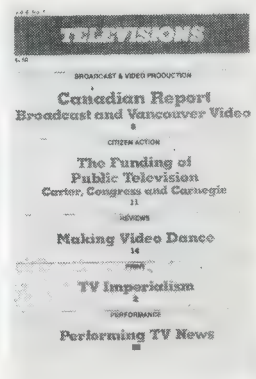 TELEVISIONS
BROADCAST & VIDEO PRODUCTION
Canadian Report
Broadcast and Vancouver Video
CITIZEN ACTION
The Funding of
Public Television
Carter, Congress and Carnegie
11
REVIEWS
Making Video Dance
14
PRINT
TV Imperialism
PERFORMANCE
Performing TV News